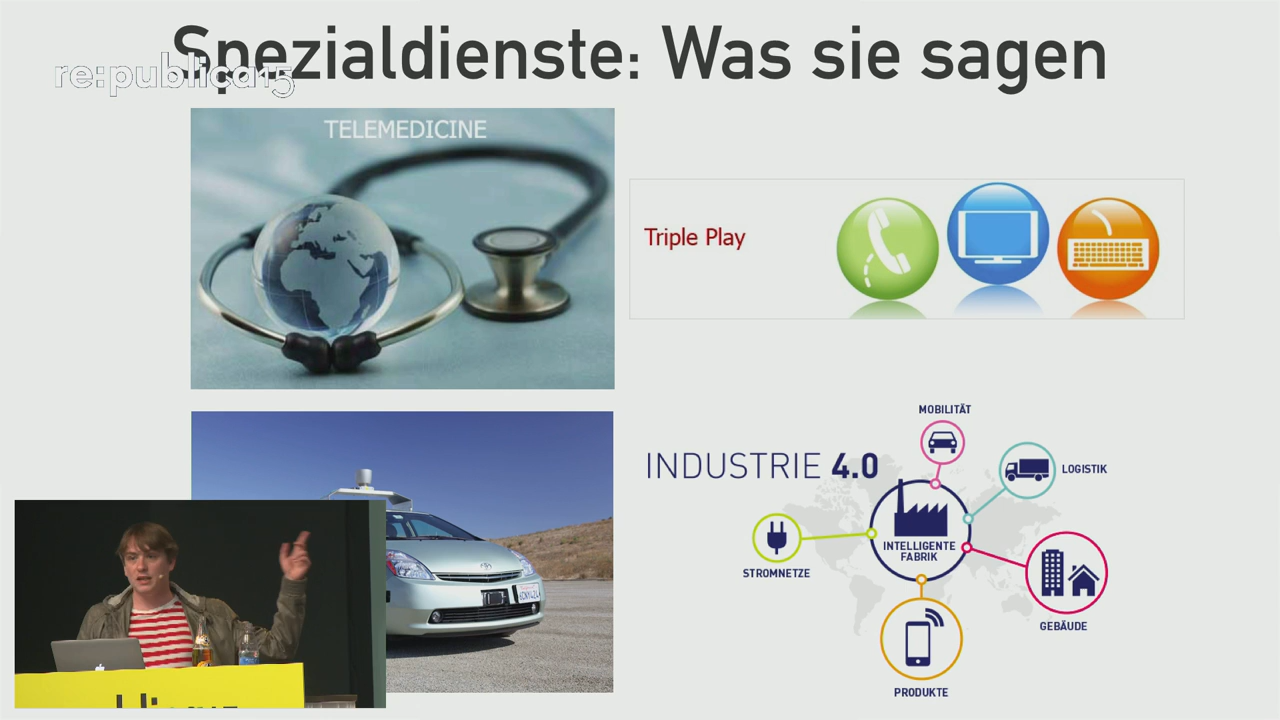 Spezialdienste: Was sie sagen
re:publica15
TELEMEDICINE
Triple Play
INDUSTRIE 4.0
MOBILITÄT
LOGISTIK
STROMNETZE
INTELLIGENTE
FABRIK
GEBÄUDE
PRODUKTE